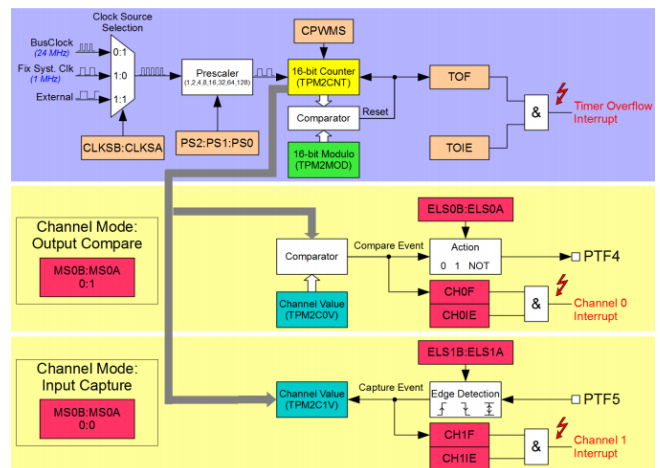 Clock Source
Selection
BusClock
(24 MHz)
Fix Syst. Clk
(1 MHz)
External
0:1
1:0
1:1
CLKSB:CLKSA
Prescaler
(1,2,4,8,16,32,64,128)
PS2:PS1:PS0
CPWMS
16-bit Counter
(TPM2CNT)
Reset
Comparator
16-bit Modulo
(TPM2MOD)
TOF
TOIE
&
Timer Overflow
Interrupt
Channel Mode:
Output Compare
MS0B:MS0A
0:1
Comparator
Channel Value
(TPM2C0V)
Compare Event
ELS0B:ELS0A
Action
0 1 NOT
PTF4
CH0F
CH0IE
&
Channel 0
Interrupt
Channel Mode:
Input Capture
MS0B:MS0A
0:0
Channel Value
(TPM2C1V)
Capture Event
ELS1B:ELS1A
Edge Detection
PTF5
CH1F
CH1IE
&
Channel 1
Interrupt